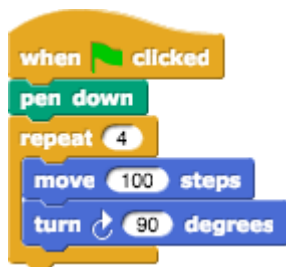 when clicked
pen down
repeat 4
move 100 steps
turn 90 degrees